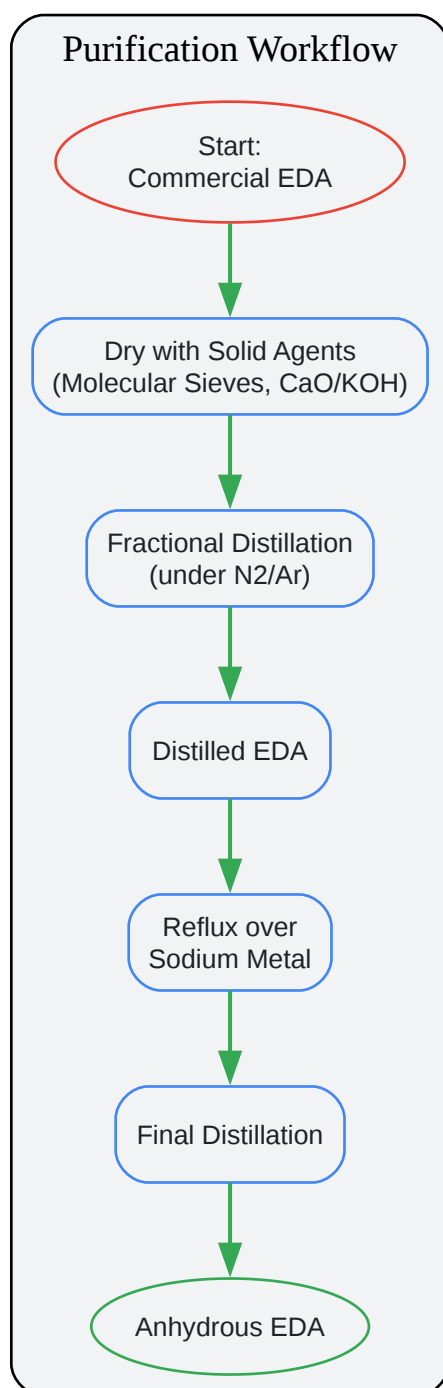 Purification Workflow
Start:
Commercial EDA
Dry with Solid Agents
(Molecular Sieves, CaO/KOH)
Fractional Distillation
(under N2/Ar)
Distilled EDA
Reflux over
Sodium Metal
Final Distillation
Anhydrous EDA